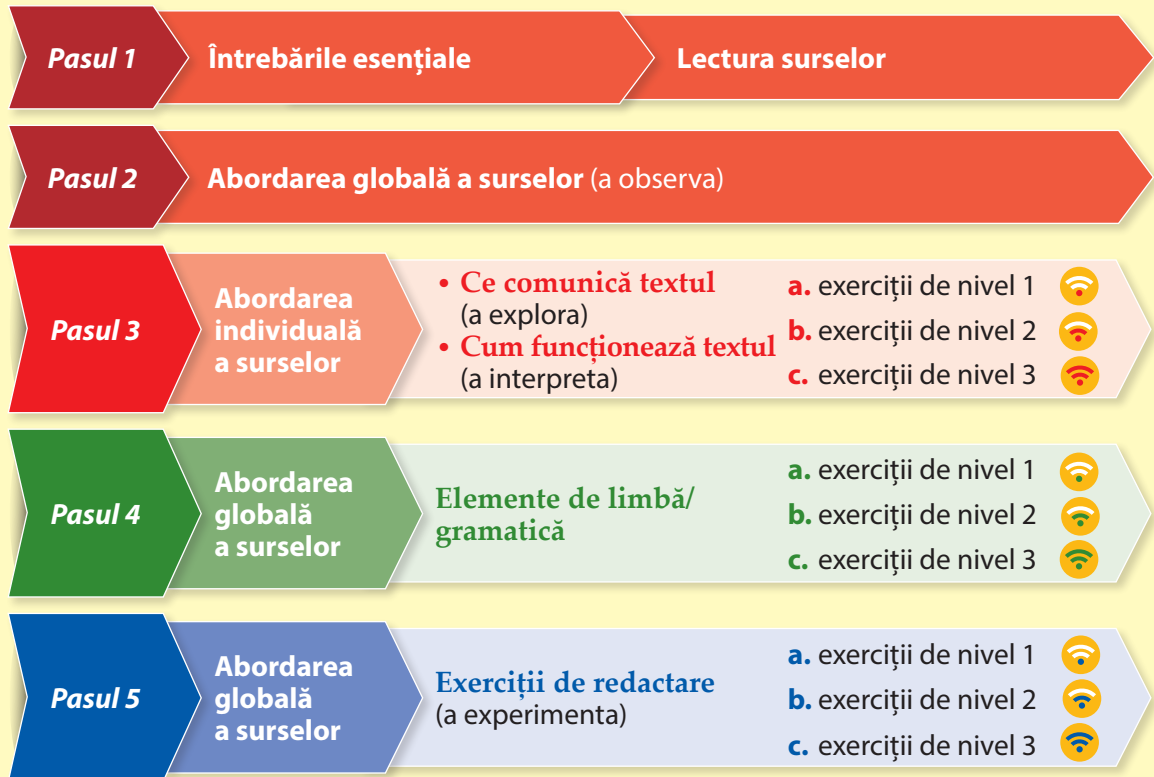 Pasul 1
Întrebările esențiale
Lectura surselor
Pasul 2
Abordarea globală a surselor (a observa)
Pasul 3
Abordarea
individuală
a surselor
• Ce comunică textul
(a explora)
• Cum funcționează textul
(a interpreta)
a. exerciții de nivel 1
b. exerciții de nivel 2
c. exerciții de nivel 3
Pasul 4
Abordarea
globală
a surselor
Elemente de limbă/
gramatică
a. exerciții de nivel 1
b. exerciții de nivel 2
c. exerciții de nivel 3
Pasul 5
Abordarea
globală
a surselor
Exerciții de redactare
(a experimenta)
a. exerciții de nivel 1
b. exerciții de nivel 2
c. exerciții de nivel 3